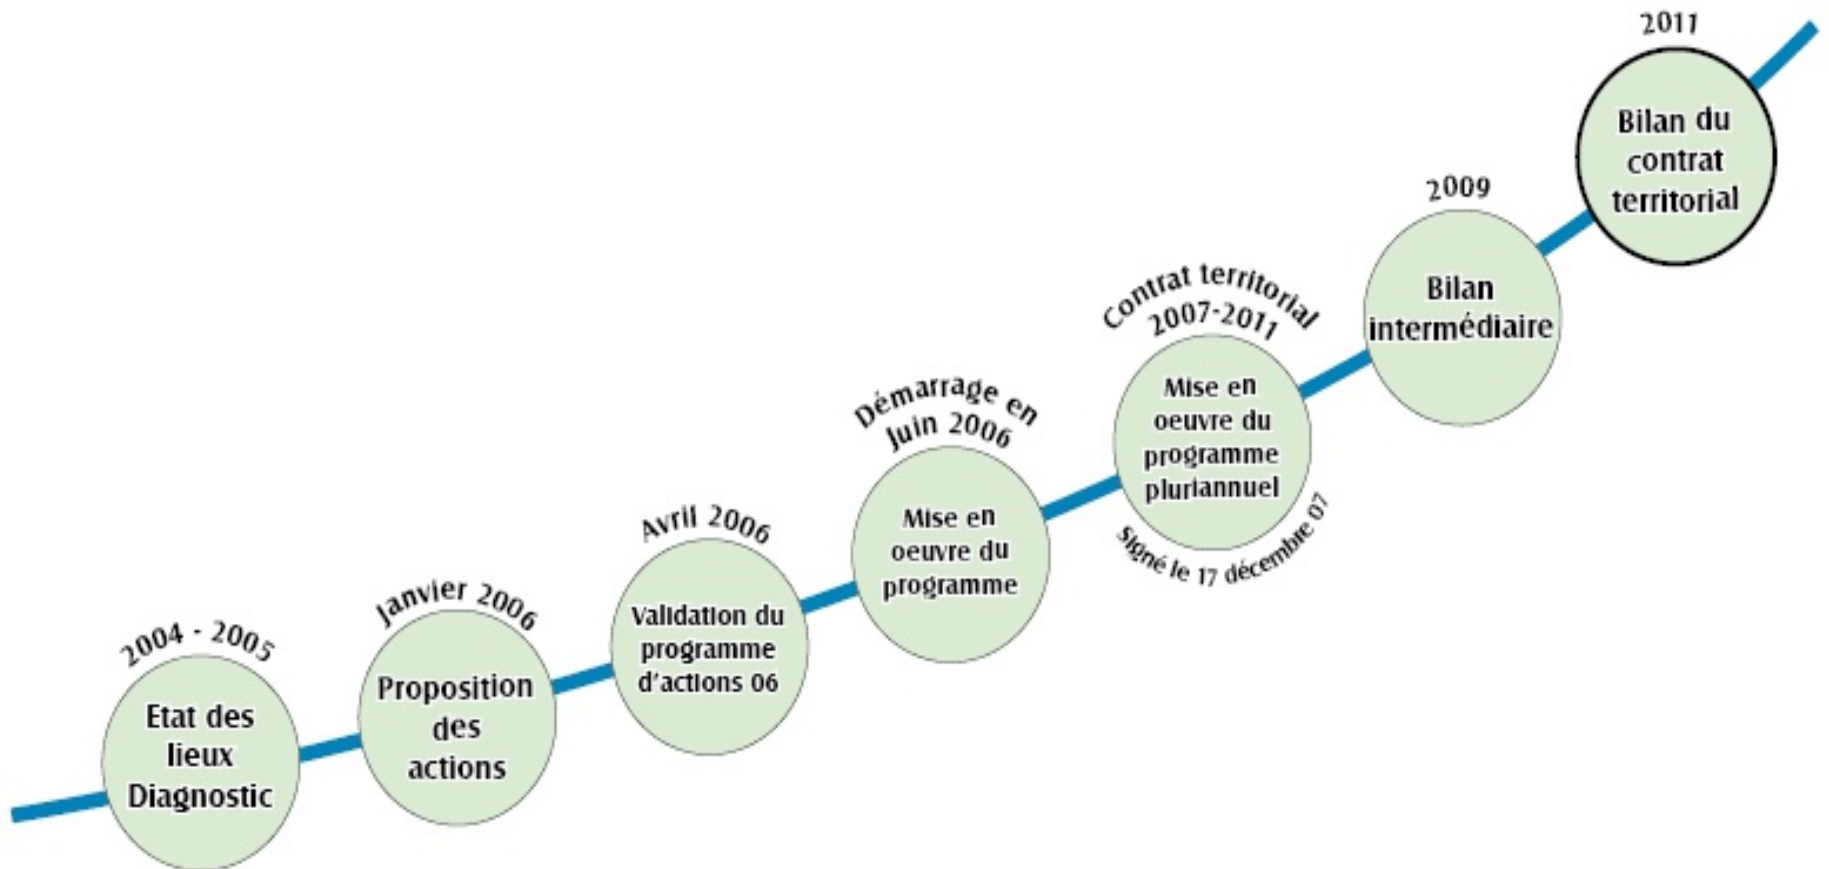 2004 - 2005
Etat des
lieux
Diagnostic
Janvier 2006
Proposition
des
actions
Avril 2006
Validation du
programme
d'actions 06
Démarrage en
Juin 2006
Mise en
oeuvre du
programme
Contrat territorial
2007-2011
Mise en
oeuvre du
programme
pluriannuel
Signé le 17 décembre 07
2009
Bilan
intermédiaire
2011
Bilan du
contrat
territorial